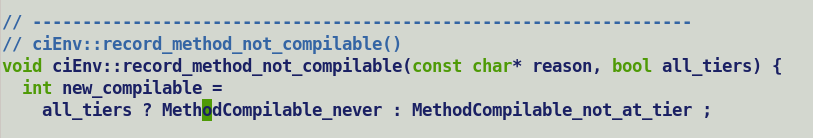 // ------------------------------------------------------------------
// ciEnv::record_method_not_compilable()
void ciEnv::record_method_not_compilable(const char* reason, bool all_tiers) {
  int new_compilable =
    all_tiers ? MethodCompilable_never : MethodCompilable_not_at_tier ;